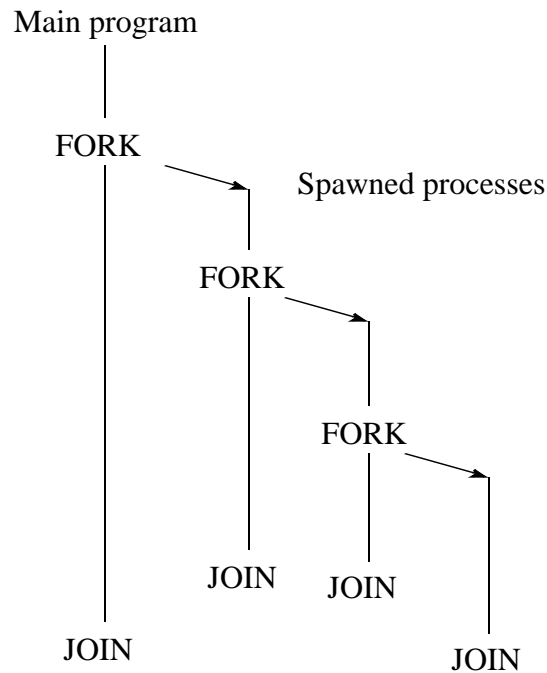 Main program
FORK
Spawned processes
FORK
FORK
JOIN
JOIN
JOIN
JOIN